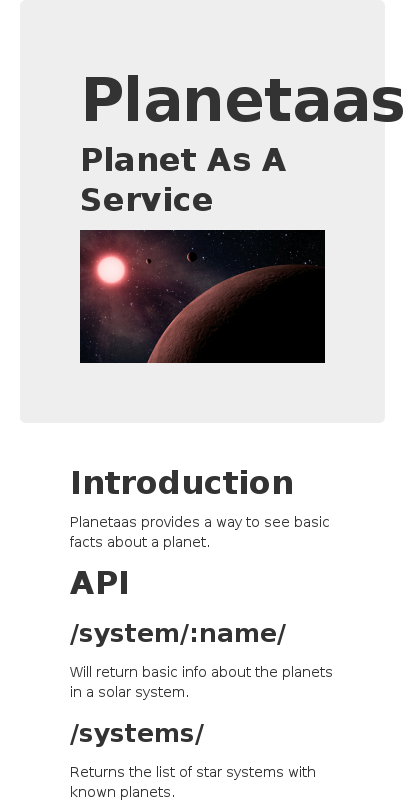 Planetaas
Planet As A
Service
Introduction
Planetaas provides a way to see basic
facts about a planet.
API
/system/:name/
Will return basic info about the planets
in a solar system.
/systems/
Returns the list of star systems with
known planets.